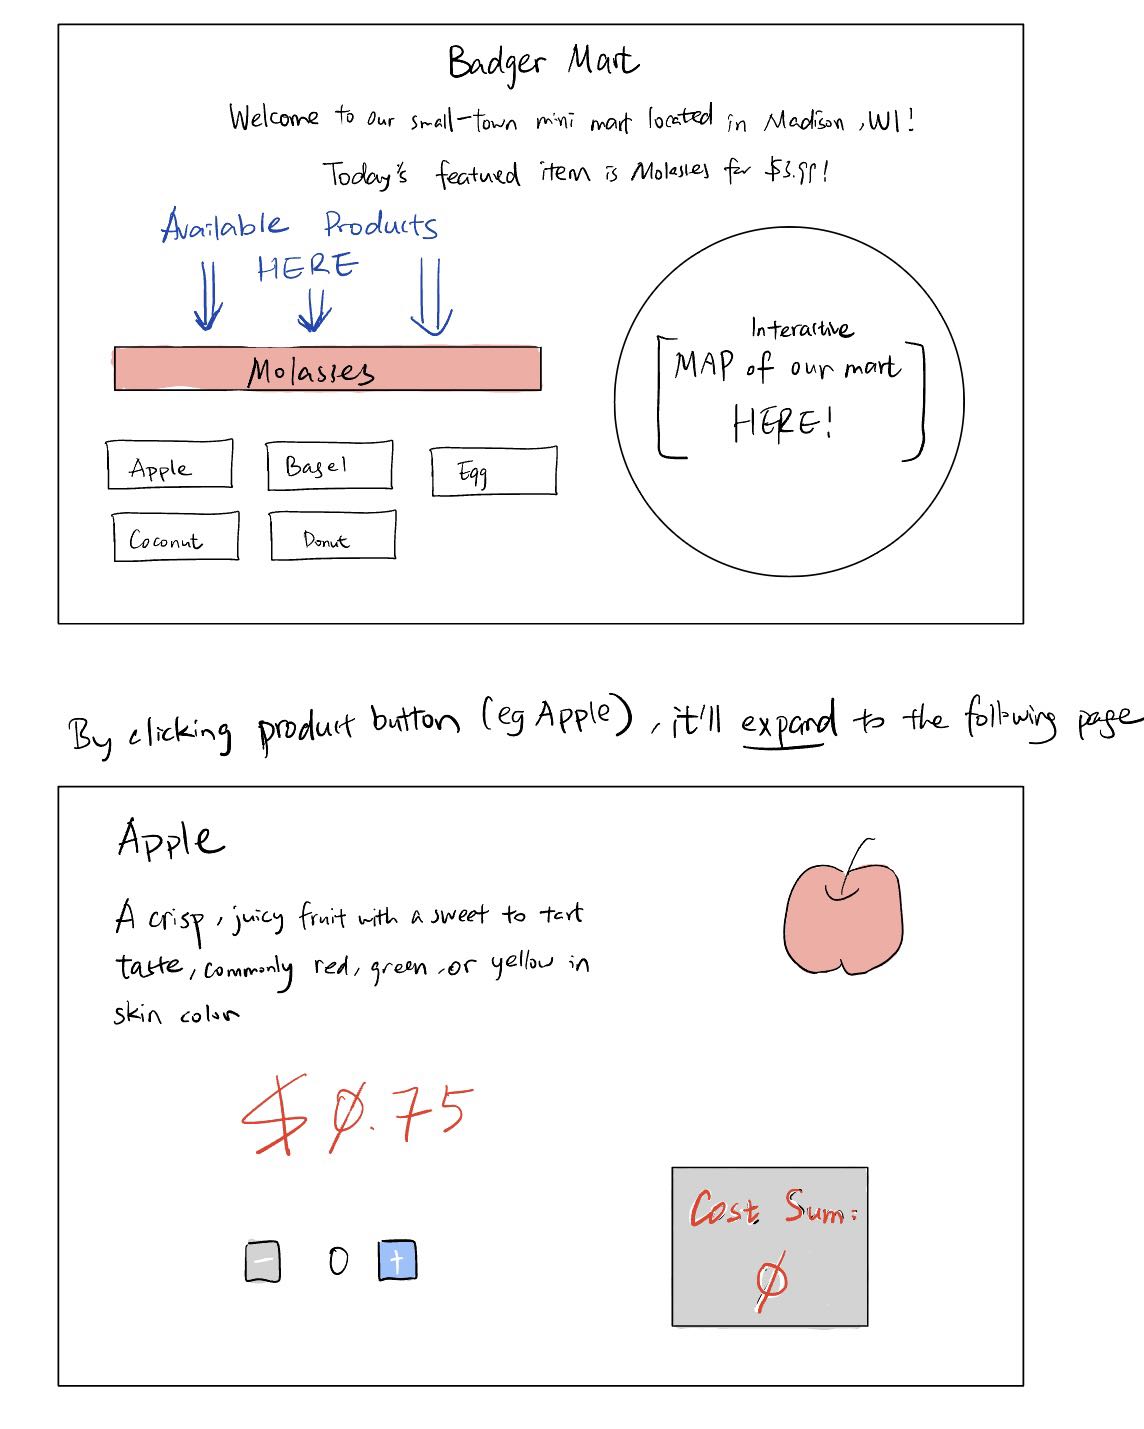 Badger Mart
Welcome to our small-town mini mart located in Madison, WI!
Today's featured item is Molasses for $3.99!
Available Products
HERE
Molasses
Apple
Bagel
Egg
Coconut
Donut
Interactive
MAP of our mart
HERE!
By clicking product button (eg Apple), it'll expand to the following page
Apple
A crisp, juicy fruit with a sweet to tart
taste, commonly red, green, or yellow in
skin color
$0.75
- 0 +
Cost Sum:
0